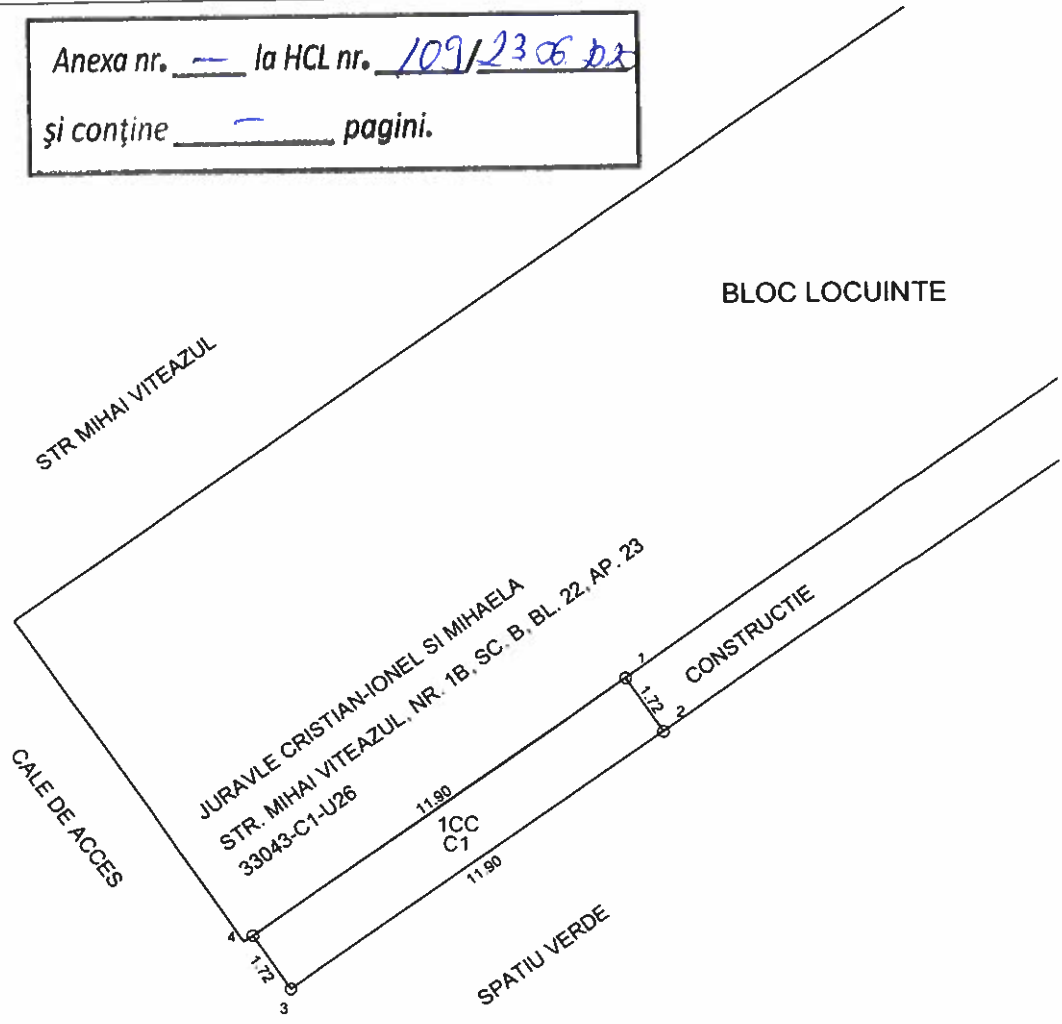 Anexa nr. — la HCL nr. 109/23 06
și conține — pagini.
BLOC LOCUINTE
STR MIHAI VITEAZUL
JURAVLE CRISTIAN-IONEL SI MIHAELA
STR. MIHAI VITEAZUL, NR. 1B, SC. B, BL. 22, AP. 23
33043-C1-U26
CONSTRUCTIE
1
1.72
2
CALE DE ACCES
11.90
1CC
C1
11.90
4
1.72
3
SPATIU VERDE